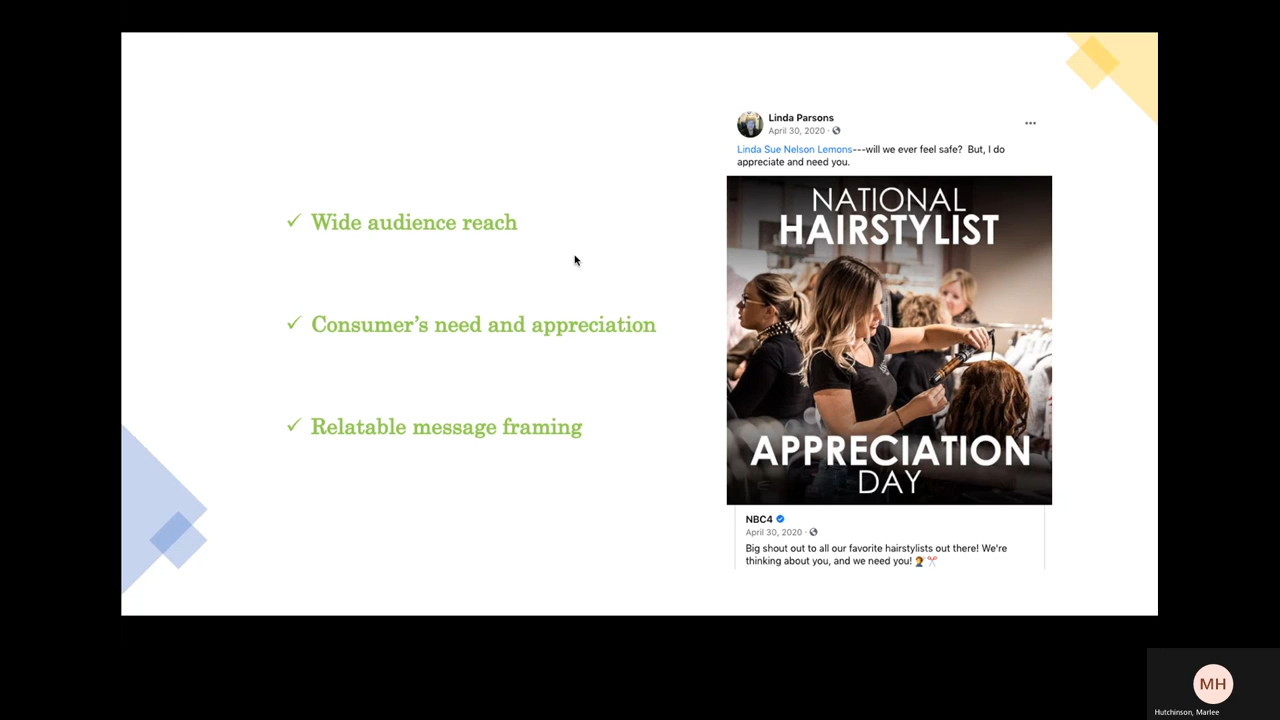 Wide audience reach
Consumer’s need and appreciation
Relatable message framing
Linda Parsons
April 30, 2020 ·
Linda Sue Nelson Lemons---will we ever feel safe? But, I do
appreciate and need you.
NATIONAL
HAIRSTYLIST
APPRECIATION
DAY
NBC4
April 30, 2020 ·
Big shout out to all our favorite hairstylists out there! We're
thinking about you, and we need you! 💇✂️
MH
Hutchinson, Marlee